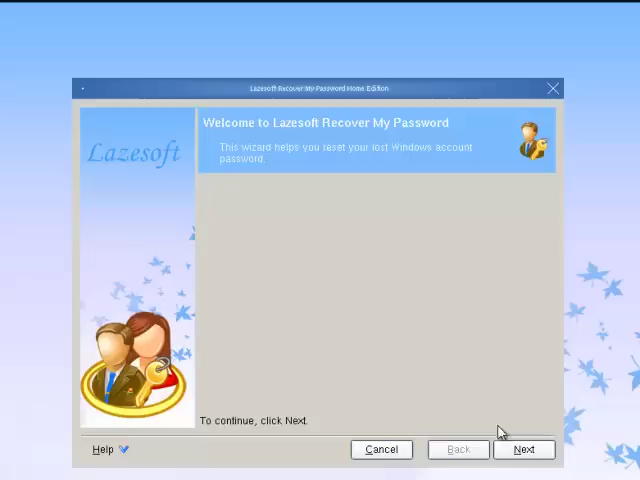 Lazesoft Recover My Password Home Edition
Lazesoft
Welcome to Lazesoft Recover My Password
This wizard helps you reset your lost Windows account
password.
To continue, click Next.
Help
Cancel
Back
Next